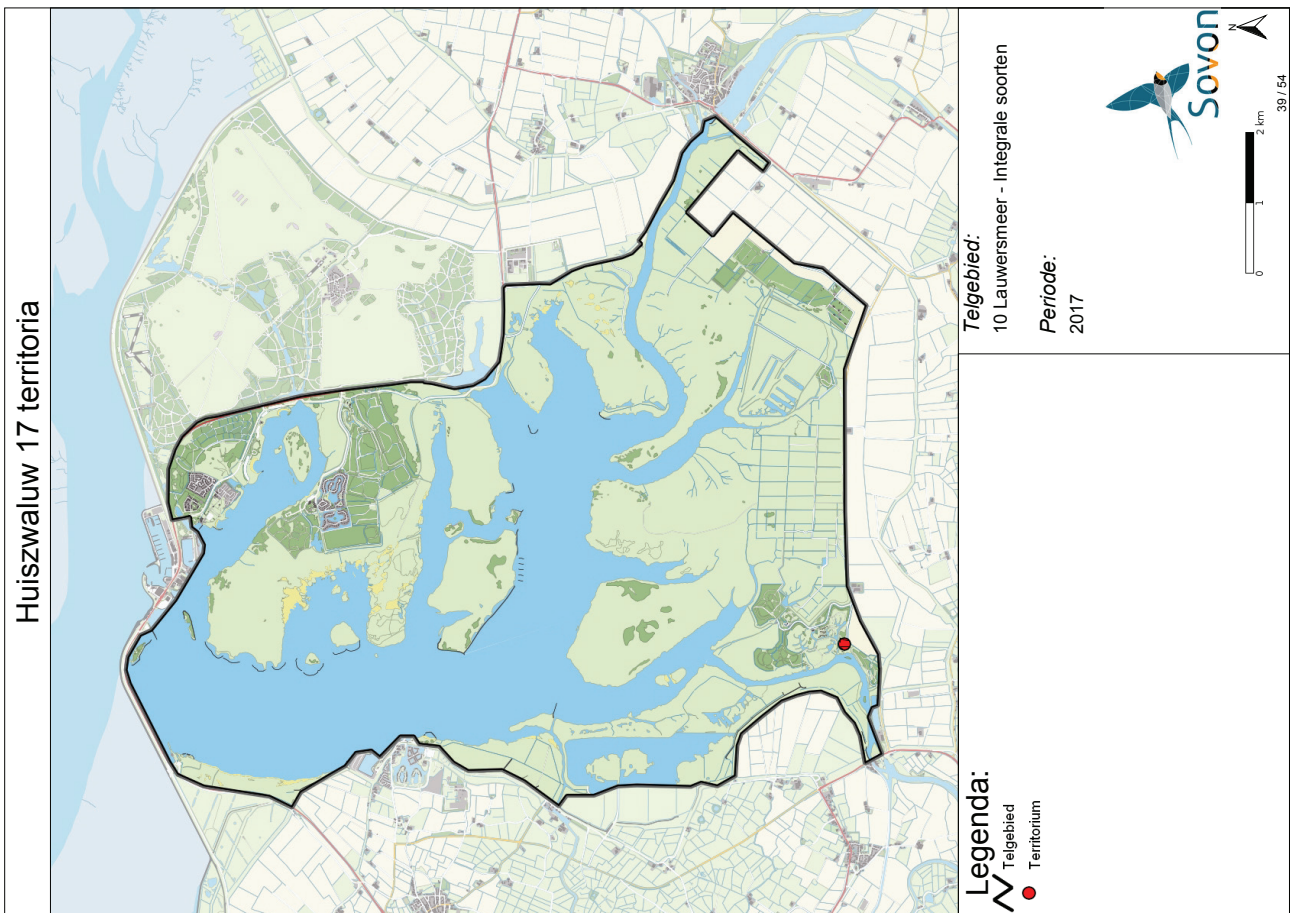 Huiszwaluw 17 territoria
Legenda:
Telgebied
Territorium
Telgebied:
10 Lauwersmeer - Integrale soorten
Periode:
2017
0 1 2 km
Sovon
N
39 / 54